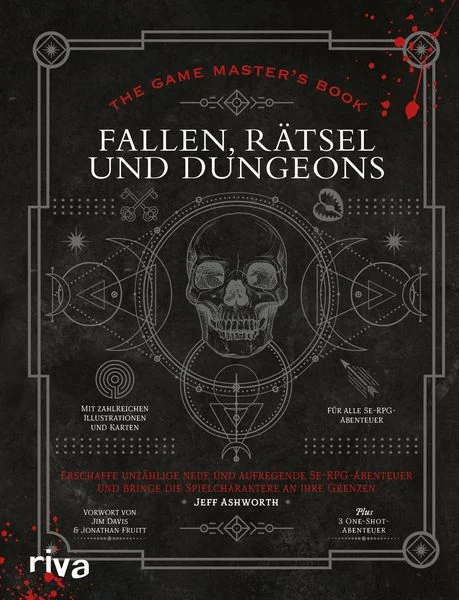 THE GAME MASTER'S BOOK
FALLEN, RÄTSEL
UND DUNGEONS
MIT ZAHLREICHEN
ILLUSTRATIONEN
UND KARTEN
FÜR ALLE 5E-RPG-
ABENTEUER
ERSCHAFFE UNZÄHLIGE NEUE UND AUFREGENDE 5E-RPG-ABENTEUER
UND BRINGE DIE SPIELCHARAKTERE AN IHRE GRENZEN
JEFF ASHWORTH
VORWORT VON
JIM DAVIS
& JONATHAN FRUITT
Plus
3 ONE-SHOT-
ABENTEUER
riva